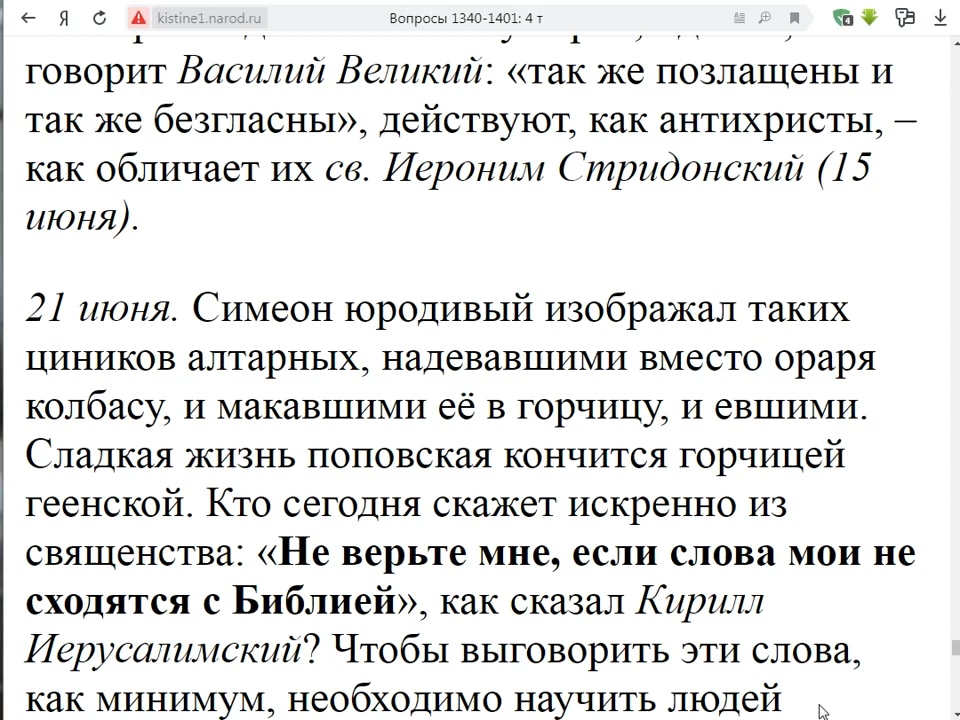 Я kistine1.narod.ru Вопросы 1340-1401: 4 т 4
говорит Василий Великий: «так же позлащены и
так же безгласны», действуют, как антихристы, –
как обличает их св. Иероним Стридонский (15
июня).
21 июня. Симеон юродивый изображал таких
циников алтарных, надевавшими вместо ораря
колбасу, и макавшими её в горчицу, и евшими.
Сладкая жизнь поповская кончится горчицей
геенской. Кто сегодня скажет искренно из
священства: «Не верьте мне, если слова мои не
сходятся с Библией», как сказал Кирилл
Иерусалимский? Чтобы выговорить эти слова,
как минимум, необходимо научить людей